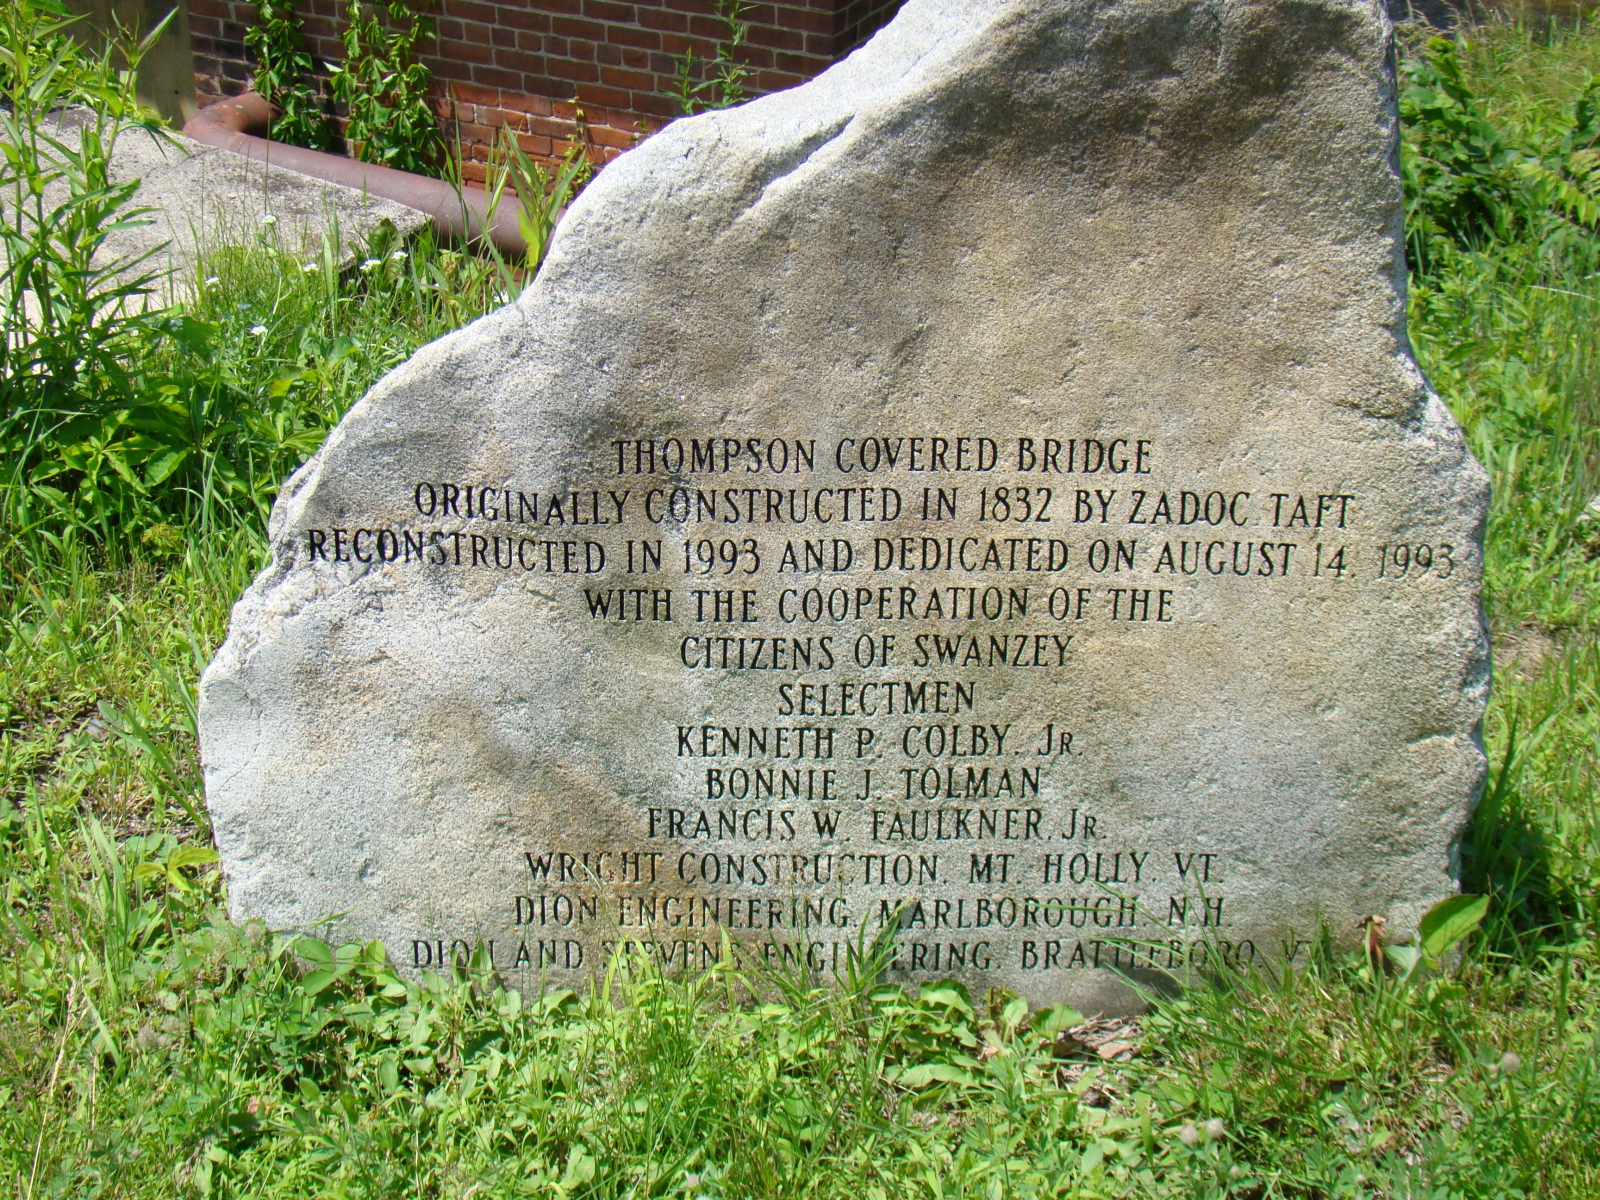 THOMPSON COVERED BRIDGE
ORIGINALLY CONSTRUCTED IN 1832 BY ZADOC TAFT
RECONSTRUCTED IN 1993 AND DEDICATED ON AUGUST 14, 1993
WITH THE COOPERATION OF THE
CITIZENS OF SWANZEY
SELECTMEN
KENNETH P. COLBY, JR.
BONNIE J. TOLMAN
FRANCIS W. FAULKNER, JR.
WRIGHT CONSTRUCTION, MT. HOLLY, VT.
DION ENGINEERING, MARLBOROUGH, N.H.
DION AND STEVENS ENGINEERING, BRATTLEBORO, VT